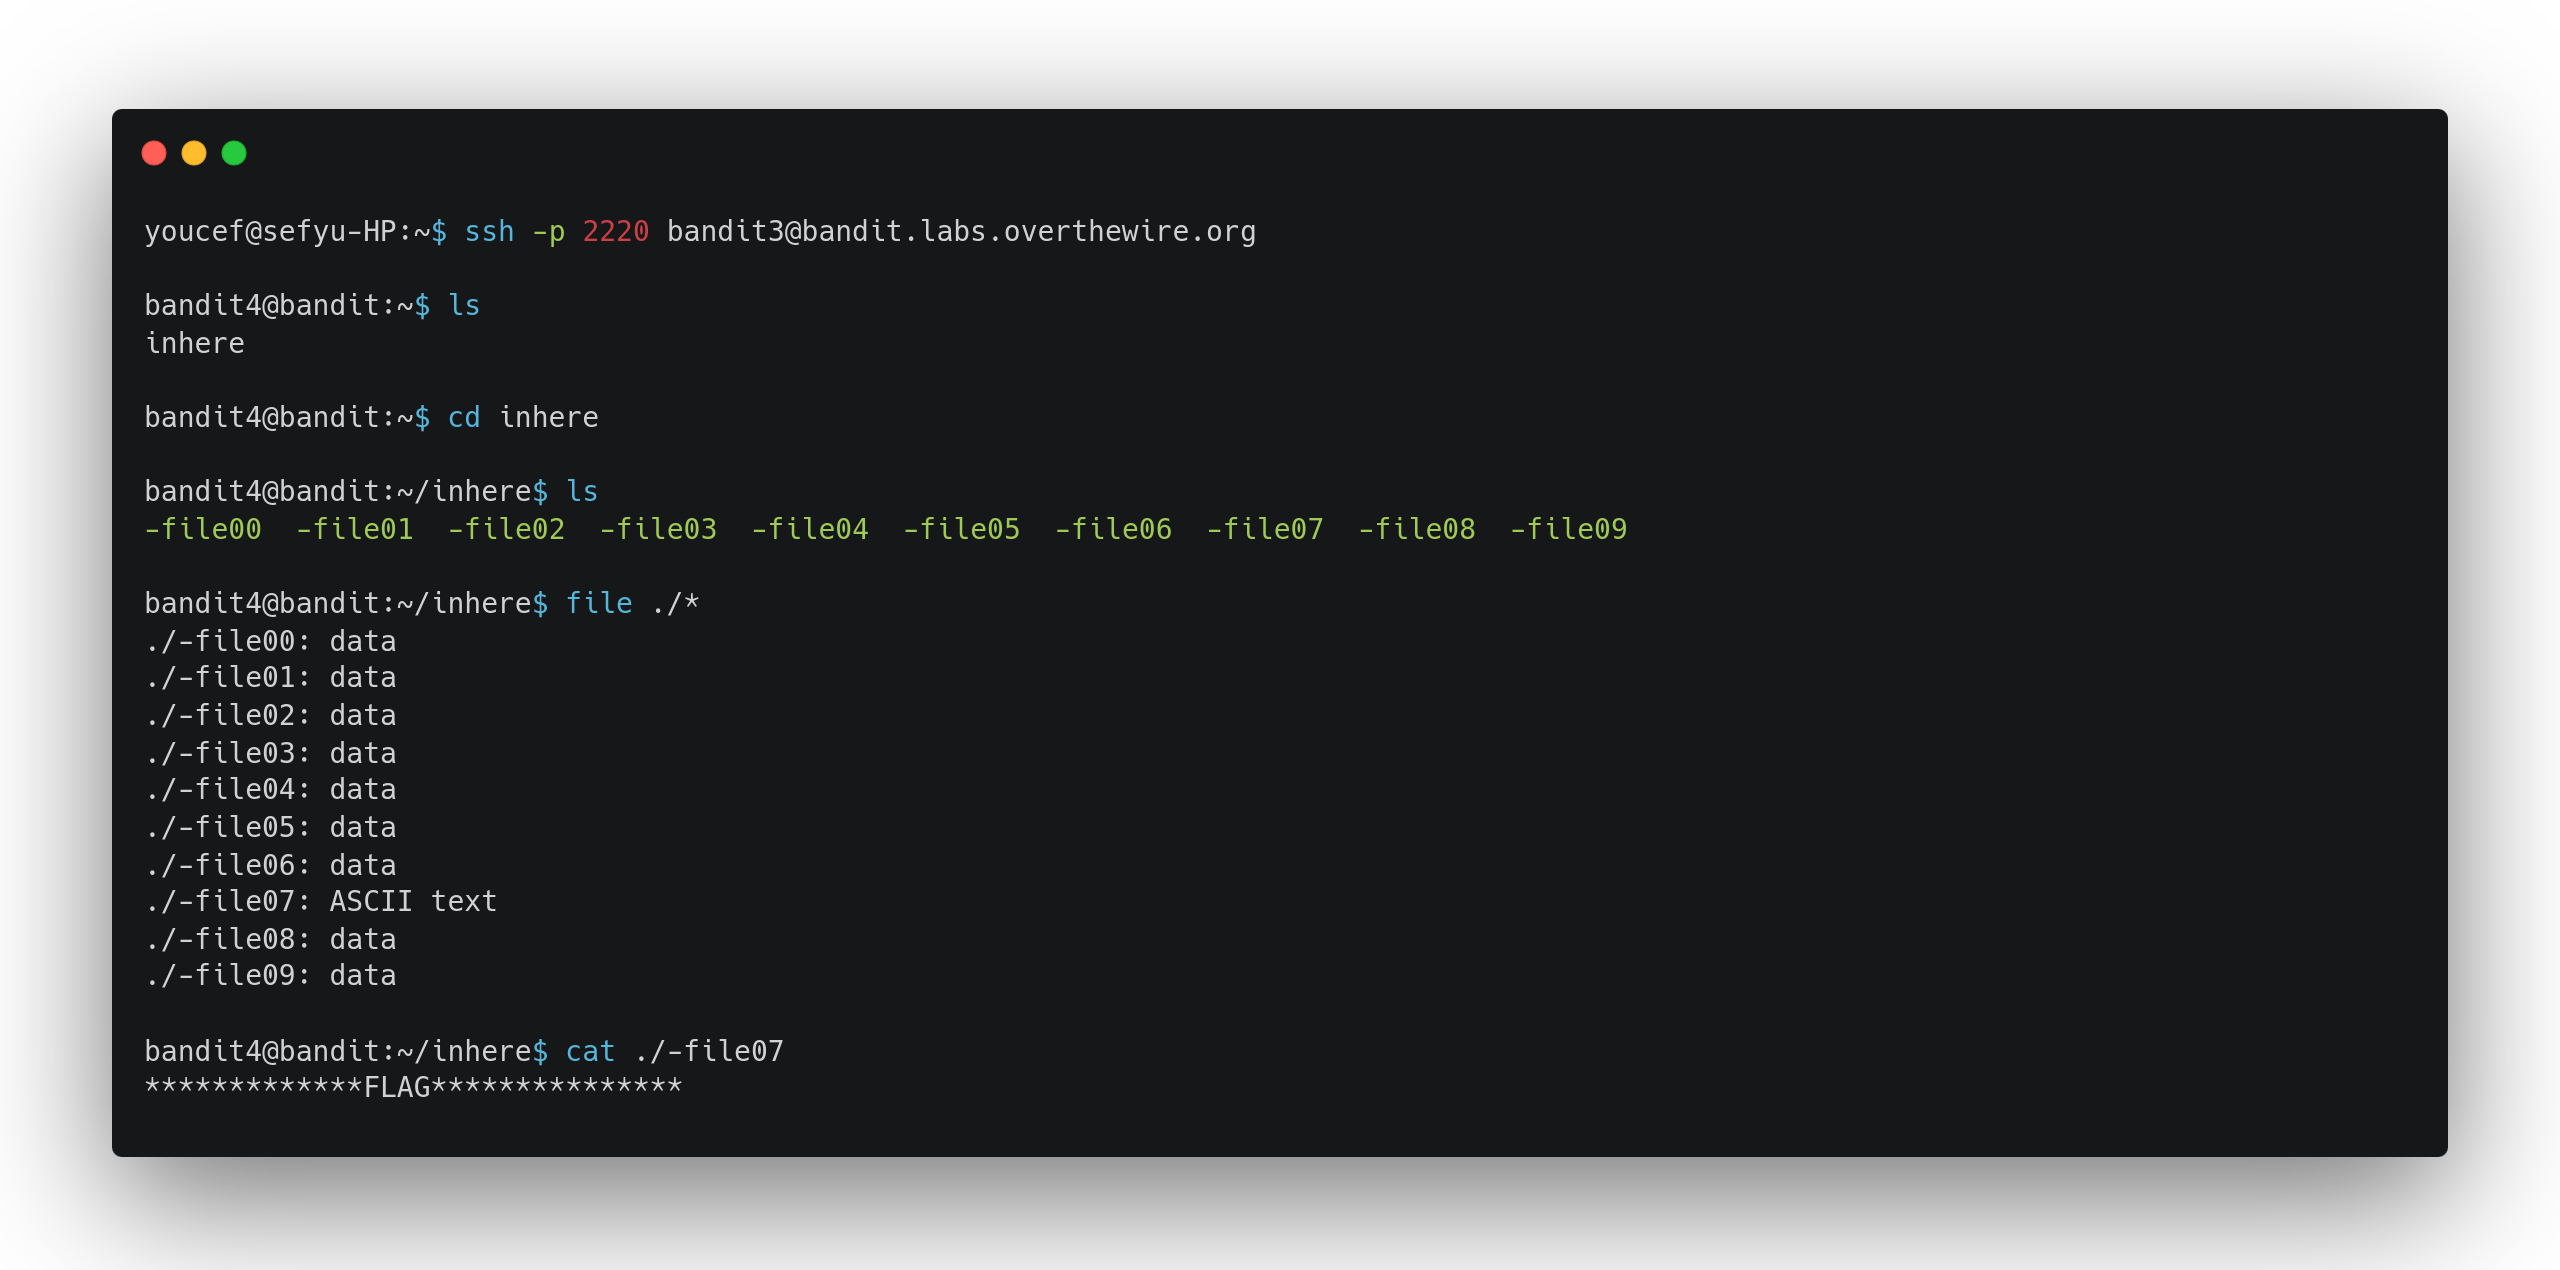 youcef@sefyu-HP:~$ ssh -p 2220 bandit3@bandit.labs.overthewire.org
bandit4@bandit:~$ ls
inhere
bandit4@bandit:~$ cd inhere
bandit4@bandit:~/inhere$ ls
-file00  -file01  -file02  -file03  -file04  -file05  -file06  -file07  -file08  -file09
bandit4@bandit:~/inhere$ file ./*
./-file00: data
./-file01: data
./-file02: data
./-file03: data
./-file04: data
./-file05: data
./-file06: data
./-file07: ASCII text
./-file08: data
./-file09: data
bandit4@bandit:~/inhere$ cat ./-file07
*************FLAG***************